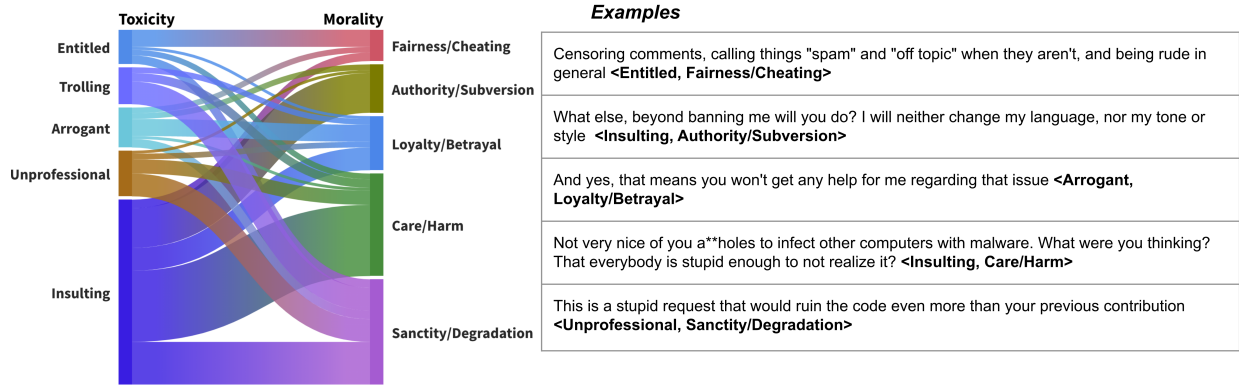 Toxicity
Morality
Entitled
Trolling
Arrogant
Unprofessional
Insulting
Fairness/Cheating
Authority/Subversion
Loyalty/Betrayal
Care/Harm
Sanctity/Degradation
Examples
Censoring comments, calling things "spam" and "off topic" when they aren't, and being rude in
general <Entitled, Fairness/Cheating>
What else, beyond banning me will you do? I will neither change my language, nor my tone or
style <Insulting, Authority/Subversion>
And yes, that means you won't get any help for me regarding that issue <Arrogant,
Loyalty/Betrayal>
Not very nice of you a**holes to infect other computers with malware. What were you thinking?
That everybody is stupid enough to not realize it? <Insulting, Care/Harm>
This is a stupid request that would ruin the code even more than your previous contribution
<Unprofessional, Sanctity/Degradation>